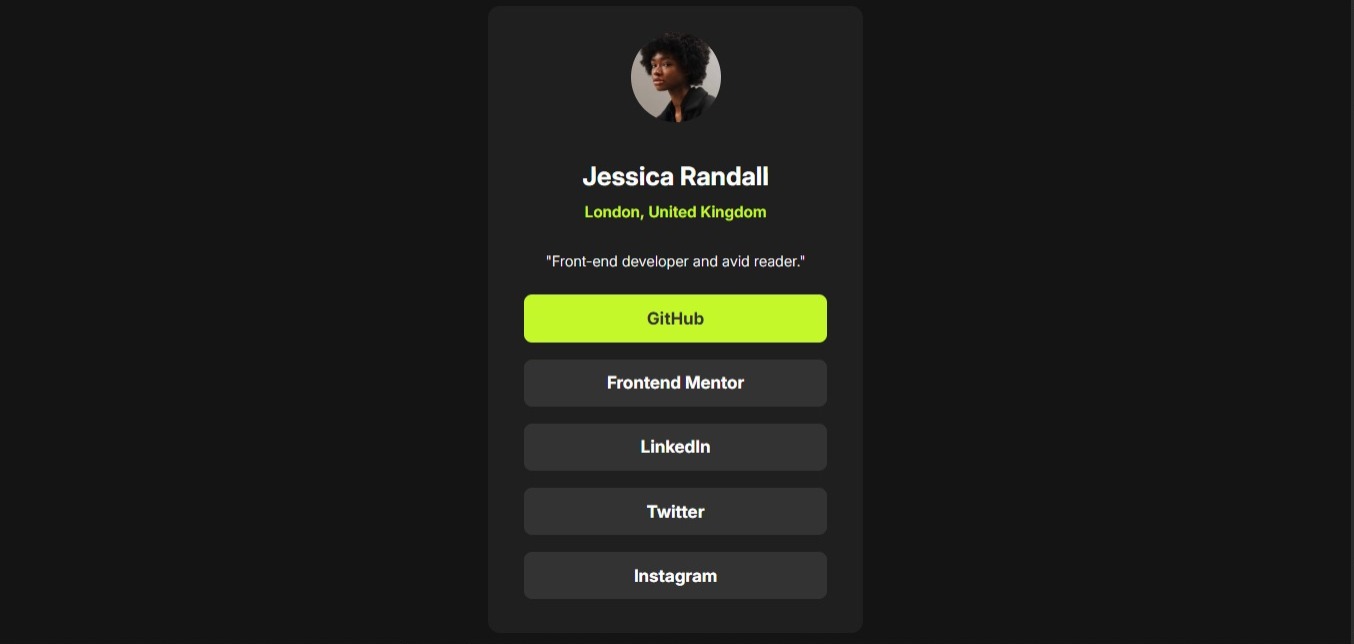 Jessica Randall
London, United Kingdom
"Front-end developer and avid reader."
GitHub
Frontend Mentor
LinkedIn
Twitter
Instagram